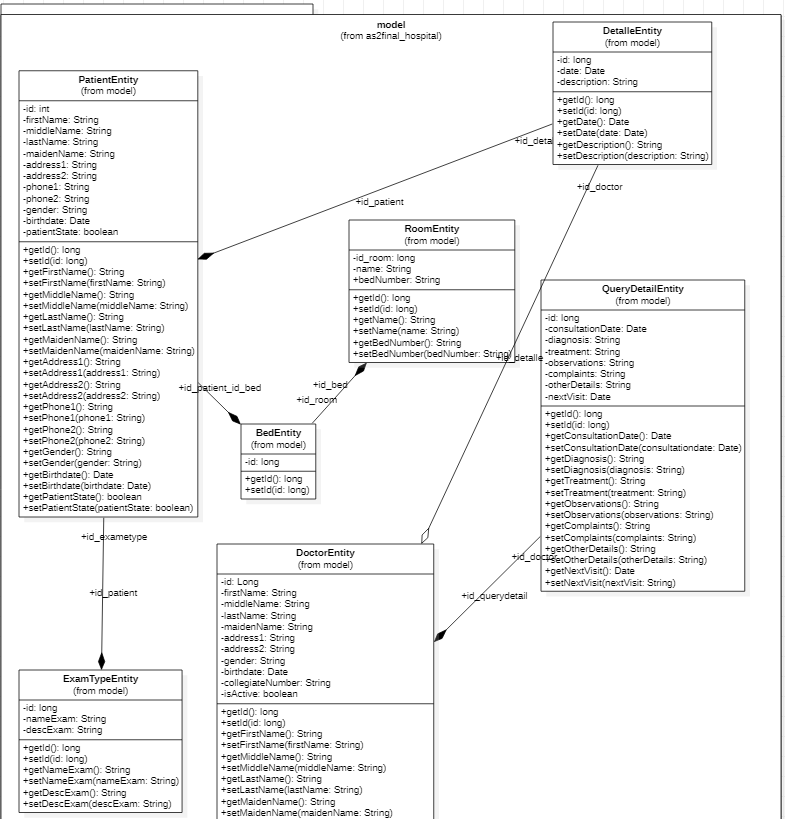 model
(from as2final_hospital)
DetalleEntity
(from model)
-id: long
-date: Date
-description: String
+getId(): long
+setId(id: long)
+getDate(): Date
+setDate(date: Date)
+getDescription(): String
+setDescription(description: String)
PatientEntity
(from model)
-id: int
-firstName: String
-middleName: String
-lastName: String
-maidenName: String
-address1: String
-address2: String
-phone1: String
-phone2: String
-gender: String
-birthdate: Date
-patientState: boolean
+getId(): long
+setId(id: long)
+getFirstName(): String
+setFirstName(firstName: String)
+getMiddleName(): String
+setMiddleName(middleName: String)
+getLastName(): String
+setLastName(lastName: String)
+getMaidenName(): String
+setMaidenName(maidenName: String)
+getAddress1(): String
+setAddress1(address1: String)
+getAddress2(): String
+setAddress2(address2: String)
+getPhone1(): String
+setPhone1(phone1: String)
+getPhone2(): String
+setPhone2(phone2: String)
+getGender(): String
+setGender(gender: String)
+getBirthdate(): Date
+setBirthdate(birthdate: Date)
+getPatientState(): boolean
+setPatientState(patientState: boolean)
+id_deta
+id_patient
+id_doctor
RoomEntity
(from model)
-id_room: long
-name: String
+bedNumber: String
+getId(): long
+setId(id: long)
+getName(): String
+setName(name: String)
+getBedNumber(): String
+setBedNumber(bedNumber: String)
+id_detalle
QueryDetailEntity
(from model)
-id: long
-consultationDate: Date
-diagnosis: String
-treatment: String
-observations: String
-complaints: String
-otherDetails: String
-nextVisit: Date
+getId(): long
+setId(id: long)
+getConsultationDate(): Date
+setConsultationDate(consultationdate: Date)
+getDiagnosis(): String
+setDiagnosis(diagnosis: String)
+getTreatment(): String
+setTreatment(treatment: String)
+getObservations(): String
+setObservations(observations: String)
+getComplaints(): String
+setComplaints(complaints: String)
+getOtherDetails(): String
+setOtherDetails(otherDetails: String)
+getNextVisit(): Date
+setNextVisit(nextVisit: String)
+id_patient_id_bed
+id_bed
+id_room
BedEntity
(from model)
-id: long
+getId(): long
+setId(id: long)
+id_exametype
+id_patient
+id_doctor
+id_querydetail
DoctorEntity
(from model)
-id: Long
-firstName: String
-middleName: String
-lastName: String
-maidenName: String
-address1: String
-address2: String
-gender: String
-birthdate: Date
-collegiateNumber: String
-isActive: boolean
+getId(): long
+setId(id: long)
+getFirstName(): String
+setFirstName(firstName: String)
+getMiddleName(): String
+setMiddleName(middleName: String)
+getLastName(): String
+setLastName(lastName: String)
+getMaidenName(): String
+setMaidenName(maidenName: String)
ExamTypeEntity
(from model)
-id: long
-nameExam: String
-descExam: String
+getId(): long
+setId(id: long)
+getNameExam(): String
+setNameExam(nameExam: String)
+getDescExam(): String
+setDescExam(descExam: String)